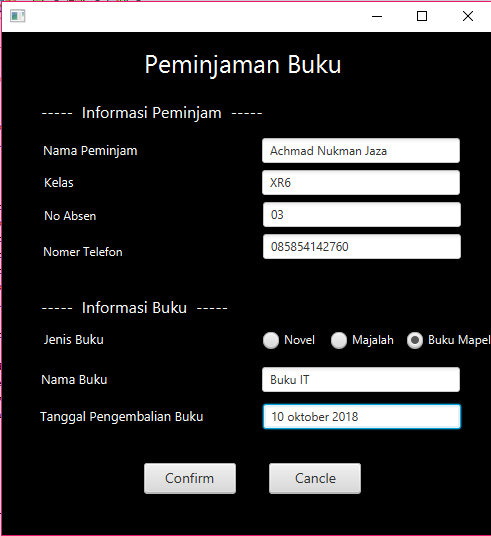 Peminjaman Buku
----- Informasi Peminjam -----
Nama Peminjam Achmad Nukman Jaza
Kelas XR6
No Absen 03
Nomer Telefon 085854142760
----- Informasi Buku -----
Jenis Buku Novel Majalah Buku Mapel
Nama Buku Buku IT
Tanggal Pengembalian Buku 10 oktober 2018
Confirm Cancle